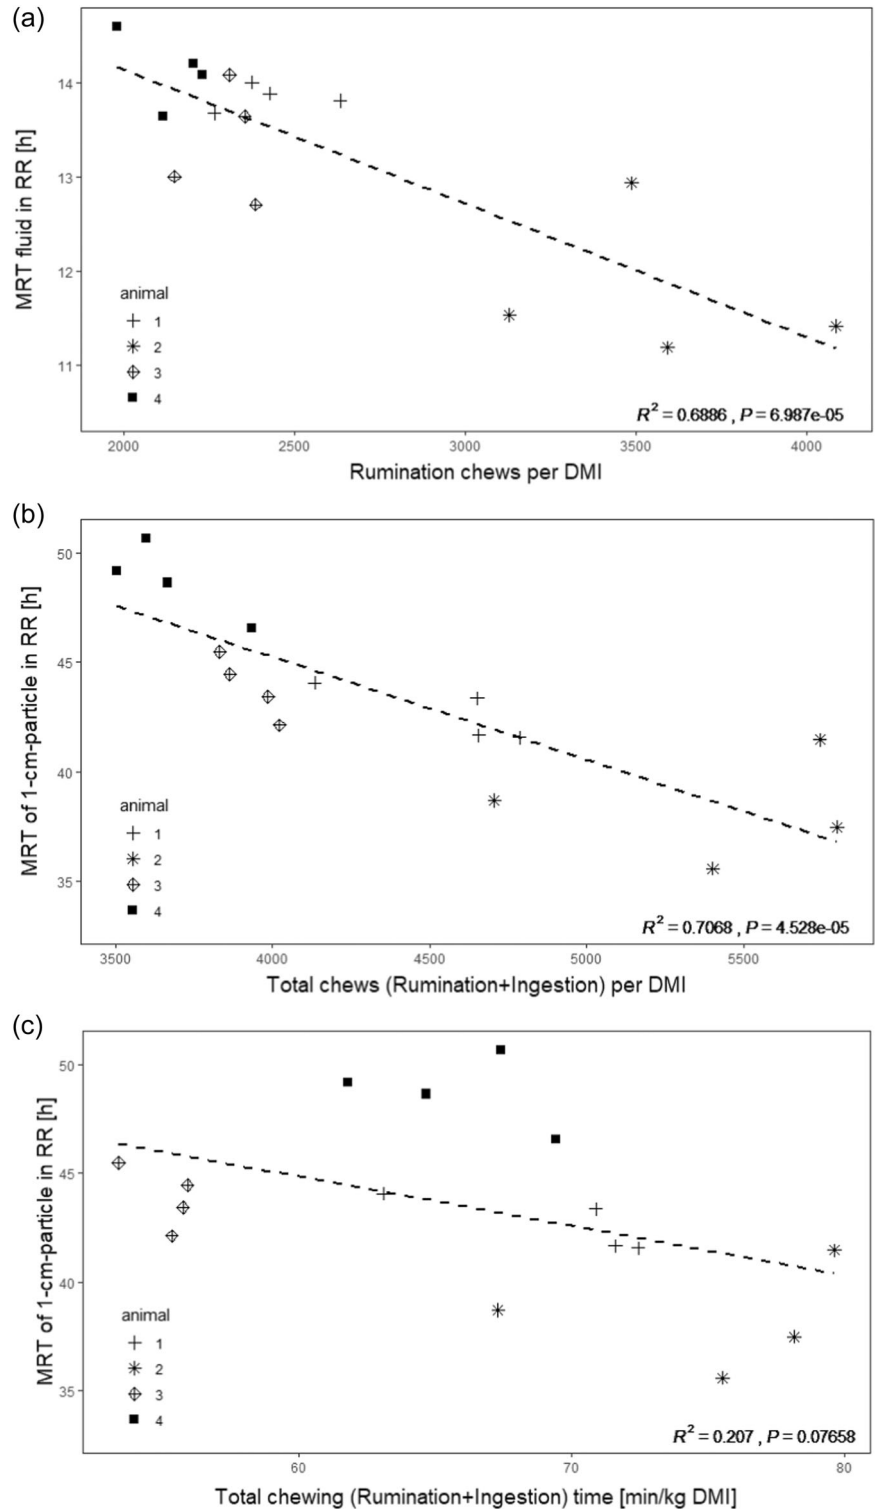 (a)
MRT fluid in RR [h]
14
13
12
11
animal
1
2
3
4
R² = 0.6886 , P = 6.987e-05
2000 2500 3000 3500 4000
Rumination chews per DMI
(b)
MRT of 1-cm-particle in RR [h]
50
45
40
35
animal
1
2
3
4
R² = 0.7068 , P = 4.528e-05
3500 4000 4500 5000 5500
Total chews (Rumination+Ingestion) per DMI
(c)
MRT of 1-cm-particle in RR [h]
50
45
40
35
animal
1
2
3
4
R² = 0.207 , P = 0.07658
60 70 80
Total chewing (Rumination+Ingestion) time [min/kg DMI]